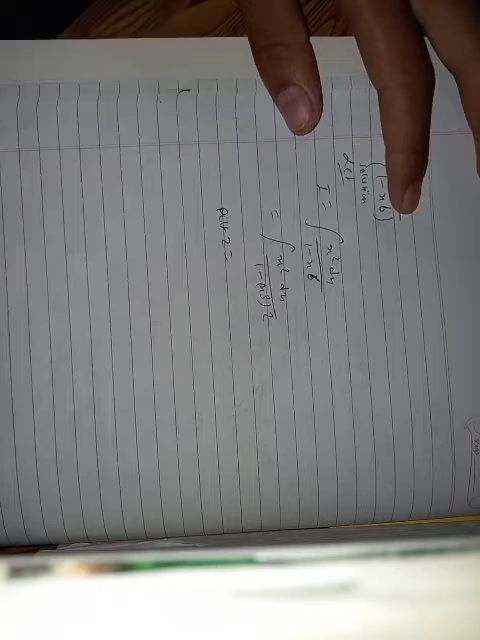 (1-x6)
Solution
Let
I = ∫ x² dx
1-x6
= ∫ x² dx
1-(x3)2
put z =